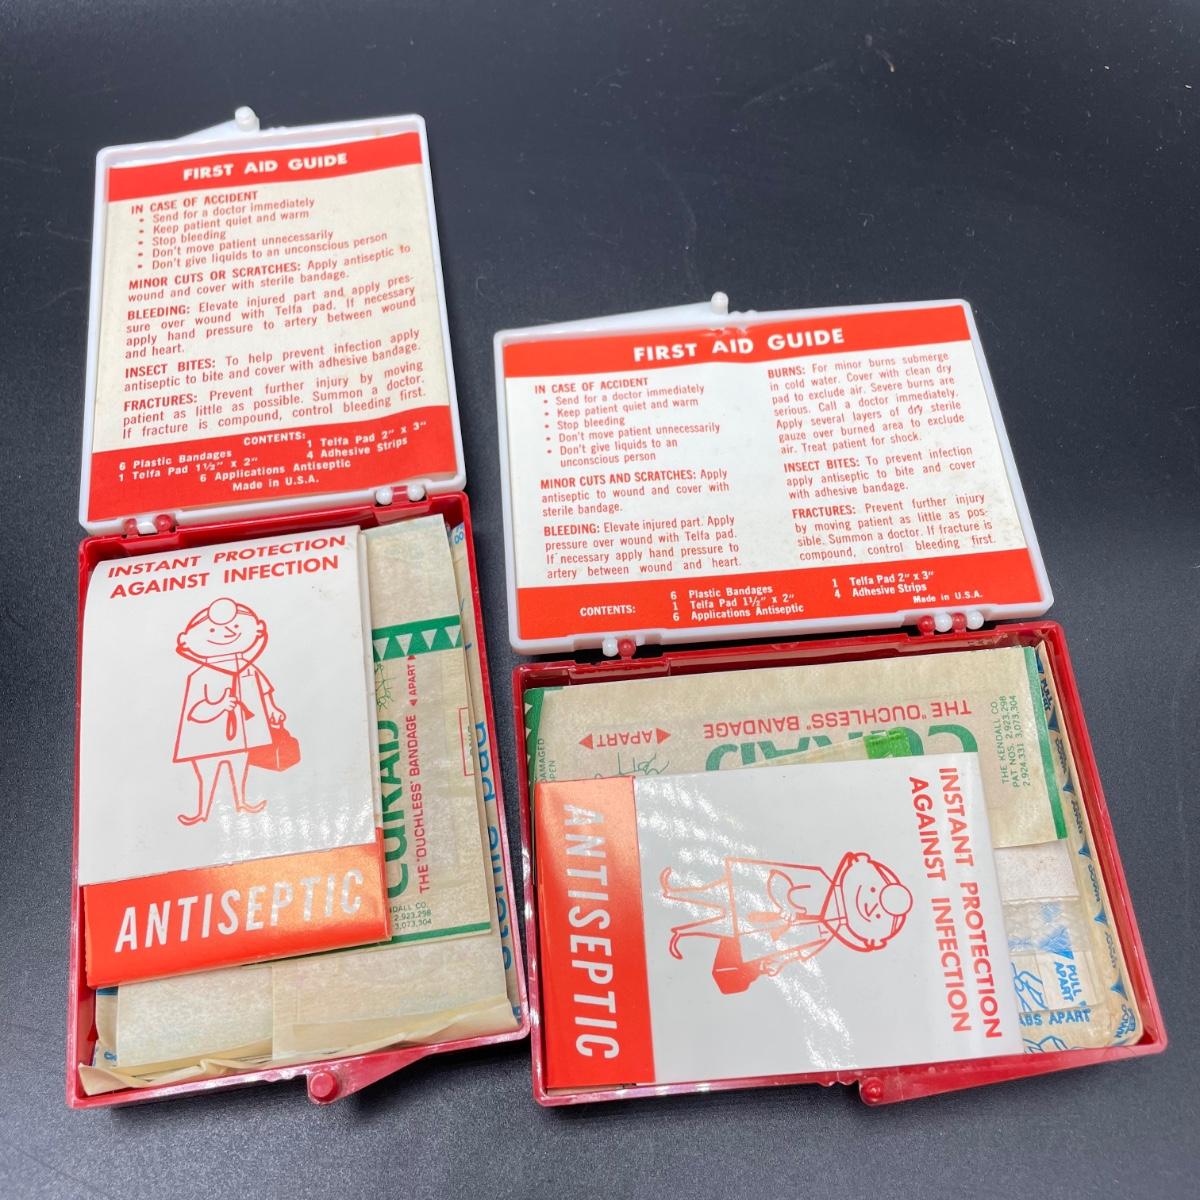 FIRST AID GUIDE
IN CASE OF ACCIDENT
• Send for a doctor immediately
• Keep patient quiet and warm
• Stop bleeding
• Don't move patient unnecessarily
• Don't give liquids to an unconscious person
MINOR CUTS OR SCRATCHES: Apply antiseptic to
wound and cover with sterile bandage.
BLEEDING: Elevate injured part and apply pres-
sure over wound with Telfa pad. If necessary
apply hand pressure to artery between wound
and heart.
INSECT BITES: To help prevent infection apply
antiseptic to bite and cover with adhesive bandage.
FRACTURES: Prevent further injury by moving
patient as little as possible. Summon a doctor.
If fracture is compound, control bleeding first.
CONTENTS:
6 Plastic Bandages 1 Telfa Pad 2" x 3"
1 Telfa Pad 1½" x 2" 4 Adhesive Strips
6 Applications Antiseptic
Made in U.S.A.
INSTANT PROTECTION
AGAINST INFECTION
ANTISEPTIC
CURAD
THE 'OUCHLESS' BANDAGE
APART
KENDALL CO.
2,923,298
3,073,304
sterile pad
FIRST AID GUIDE
IN CASE OF ACCIDENT
• Send for a doctor immediately
• Keep patient quiet and warm
• Stop bleeding
• Don't move patient unnecessarily
• Don't give liquids to an
unconscious person
MINOR CUTS AND SCRATCHES: Apply
antiseptic to wound and cover with
sterile bandage.
BLEEDING: Elevate injured part. Apply
pressure over wound with Telfa pad.
If necessary apply hand pressure to
artery between wound and heart.
BURNS: For minor burns submerge
in cold water. Cover with clean dry
pad to exclude air. Severe burns are
serious. Call a doctor immediately.
Apply several layers of dry sterile
gauze over burned area to exclude
air. Treat patient for shock.
INSECT BITES: To prevent infection
apply antiseptic to bite and cover
with adhesive bandage.
FRACTURES: Prevent further injury
by moving patient as little as pos-
sible. Summon a doctor. If fracture is
compound, control bleeding first.
CONTENTS:
6 Plastic Bandages
1 Telfa Pad 1½" x 2"
6 Applications Antiseptic
1 Telfa Pad 2" x 3"
4 Adhesive Strips
Made in U.S.A.
THE 'OUCHLESS' BANDAGE
APART
CURAD
DAMAGED
OPEN
THE KENDALL CO.
PAT. NOS. 2,923,298
2,924,331 3,073,304
INSTANT PROTECTION
AGAINST INFECTION
ANTISEPTIC
PULL
APART
ABS APART